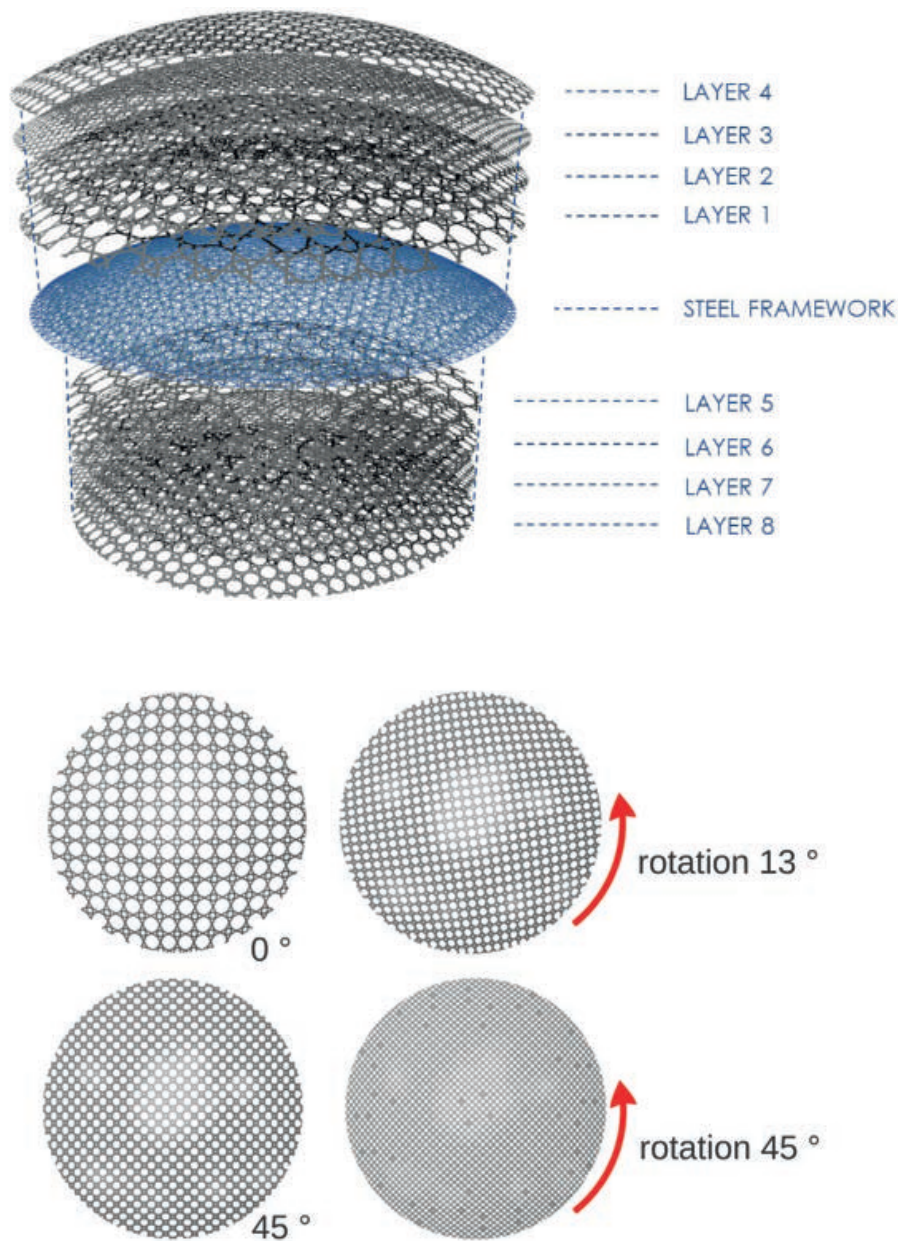 LAYER 4
LAYER 3
LAYER 2
LAYER 1
STEEL FRAMEWORK
LAYER 5
LAYER 6
LAYER 7
LAYER 8
0 °
rotation 13 °
45 °
rotation 45 °